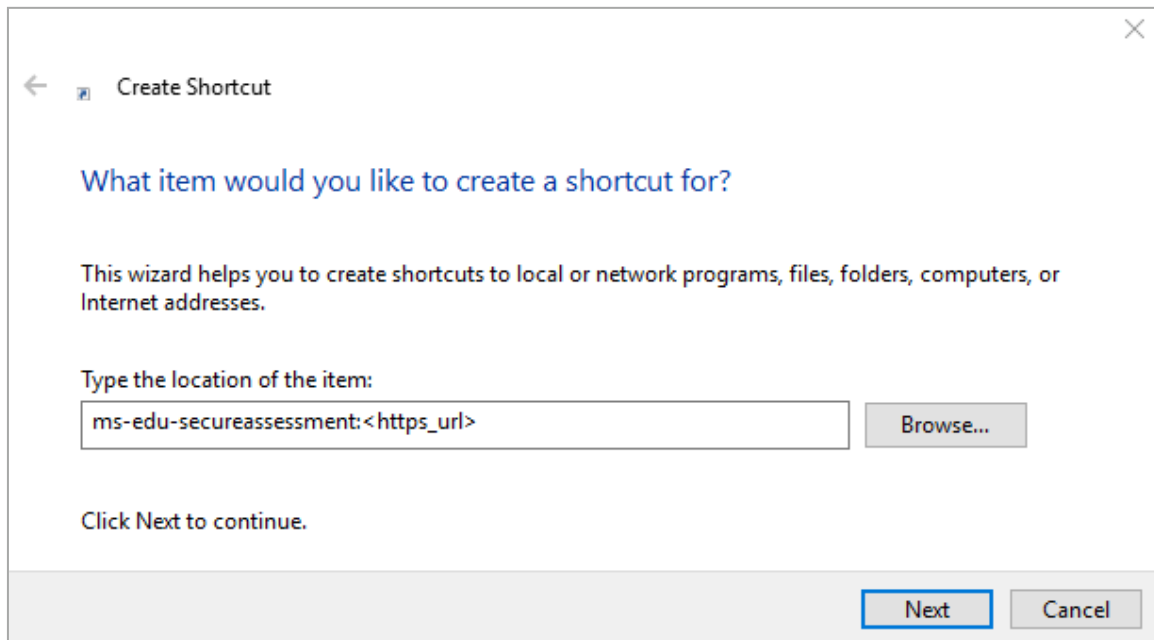 Create Shortcut
What item would you like to create a shortcut for?
This wizard helps you to create shortcuts to local or network programs, files, folders, computers, or
Internet addresses.
Type the location of the item:
ms-edu-secureassessment:<https_url>
Browse...
Click Next to continue.
Next
Cancel